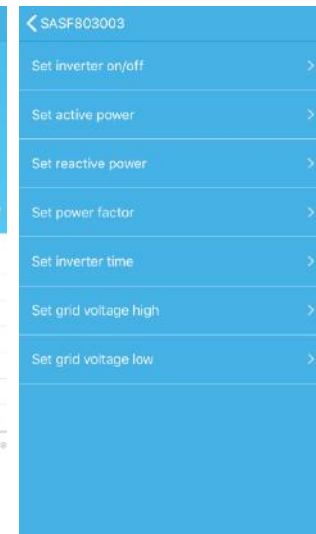 SASF803003
Set inverter on/off
Set active power
Set reactive power
Set power factor
Set inverter time
Set grid voltage high
Set grid voltage low